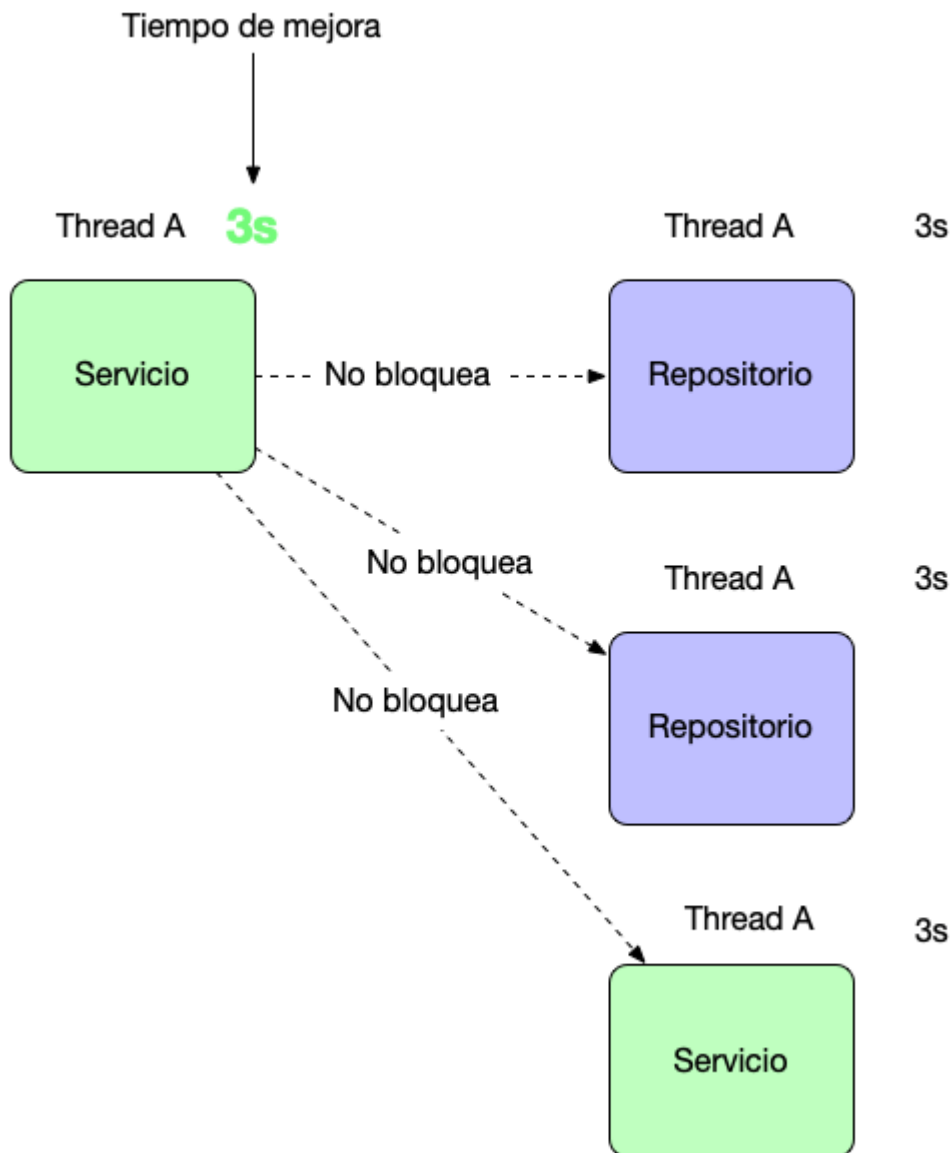 Tiempo de mejora
Thread A 3s
Thread A 3s
Servicio
No bloquea
Repositorio
No bloquea
Thread A 3s
No bloquea
Repositorio
Thread A 3s
Servicio